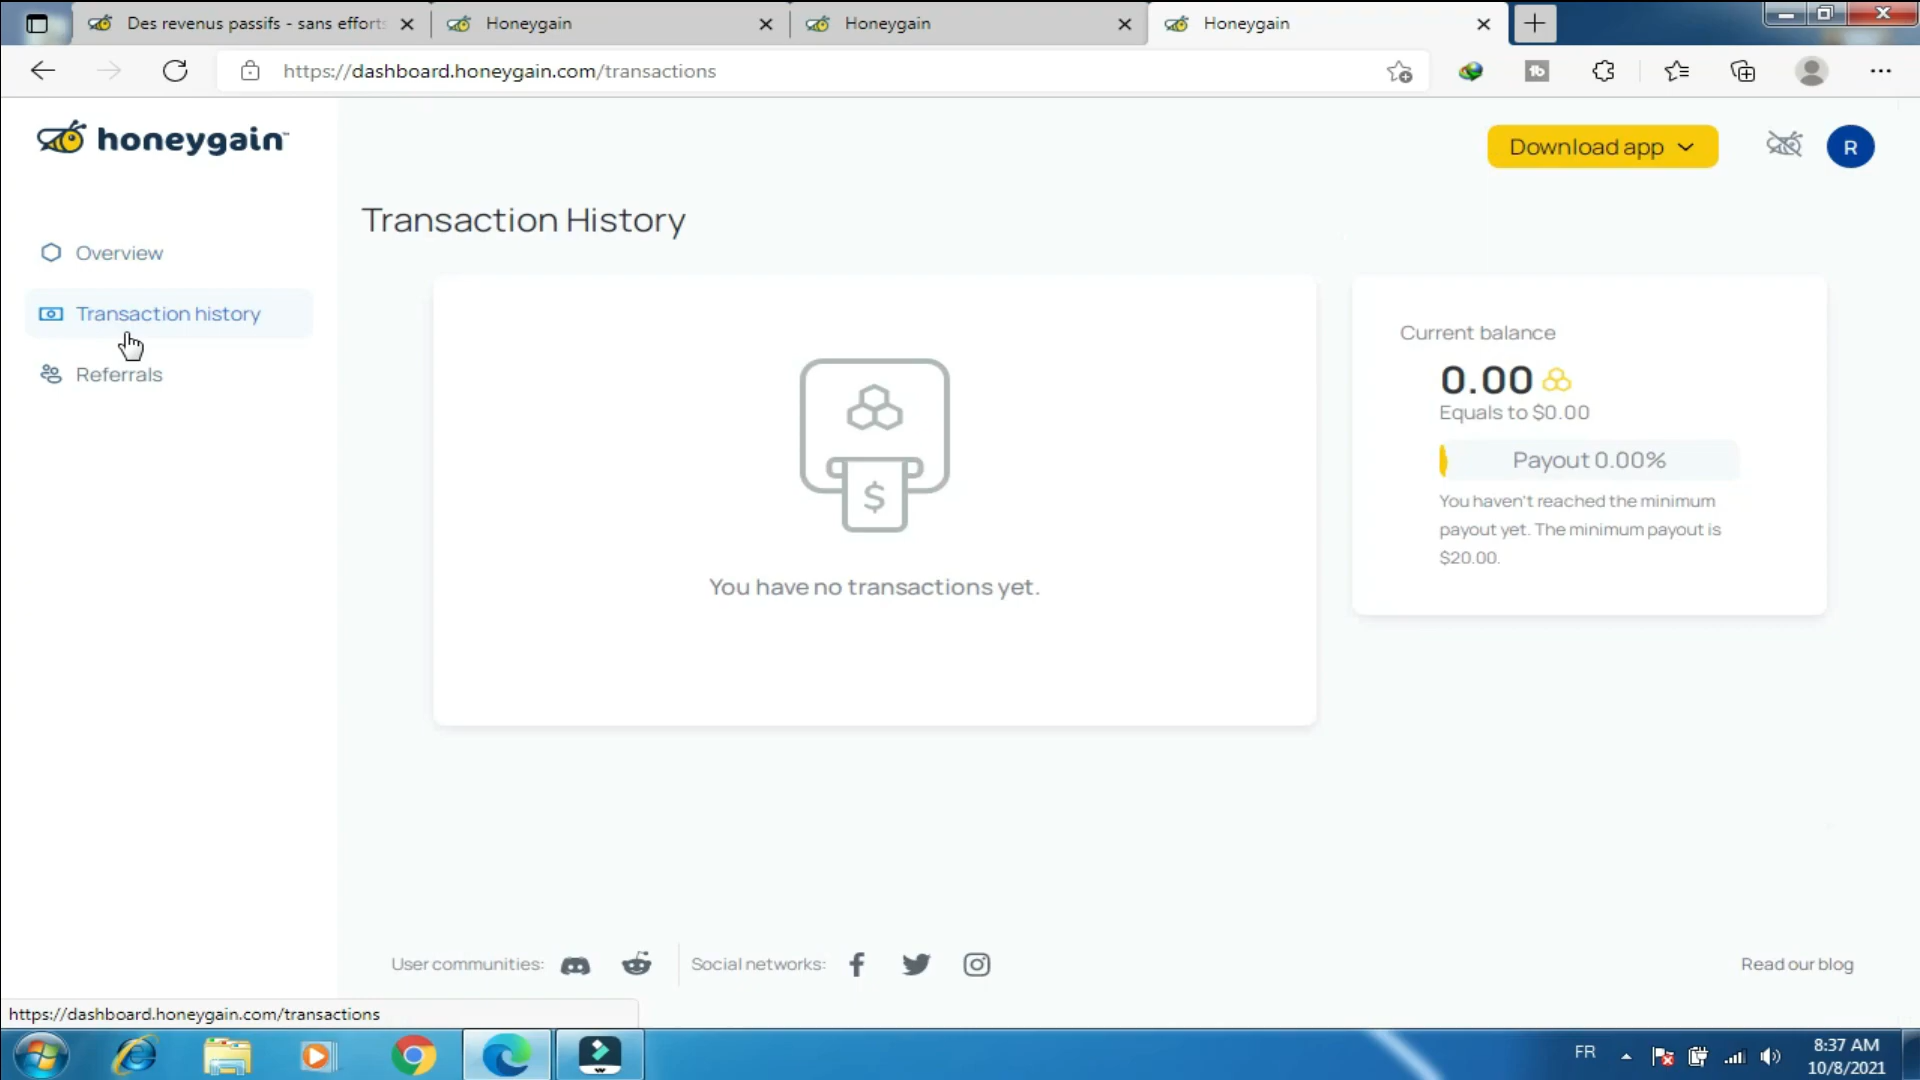 Des revenus passifs - sans efforts
Honeygain
Honeygain
Honeygain
https://dashboard.honeygain.com/transactions
honeygain
Download app
R
Transaction History
Overview
Transaction history
Referrals
$
You have no transactions yet.
Current balance
0.00
Equals to $0.00
Payout 0.00%
You haven't reached the minimum
payout yet. The minimum payout is
$20.00.
User communities:
Social networks:
Read our blog
https://dashboard.honeygain.com/transactions
FR
8:37 AM
10/8/2021